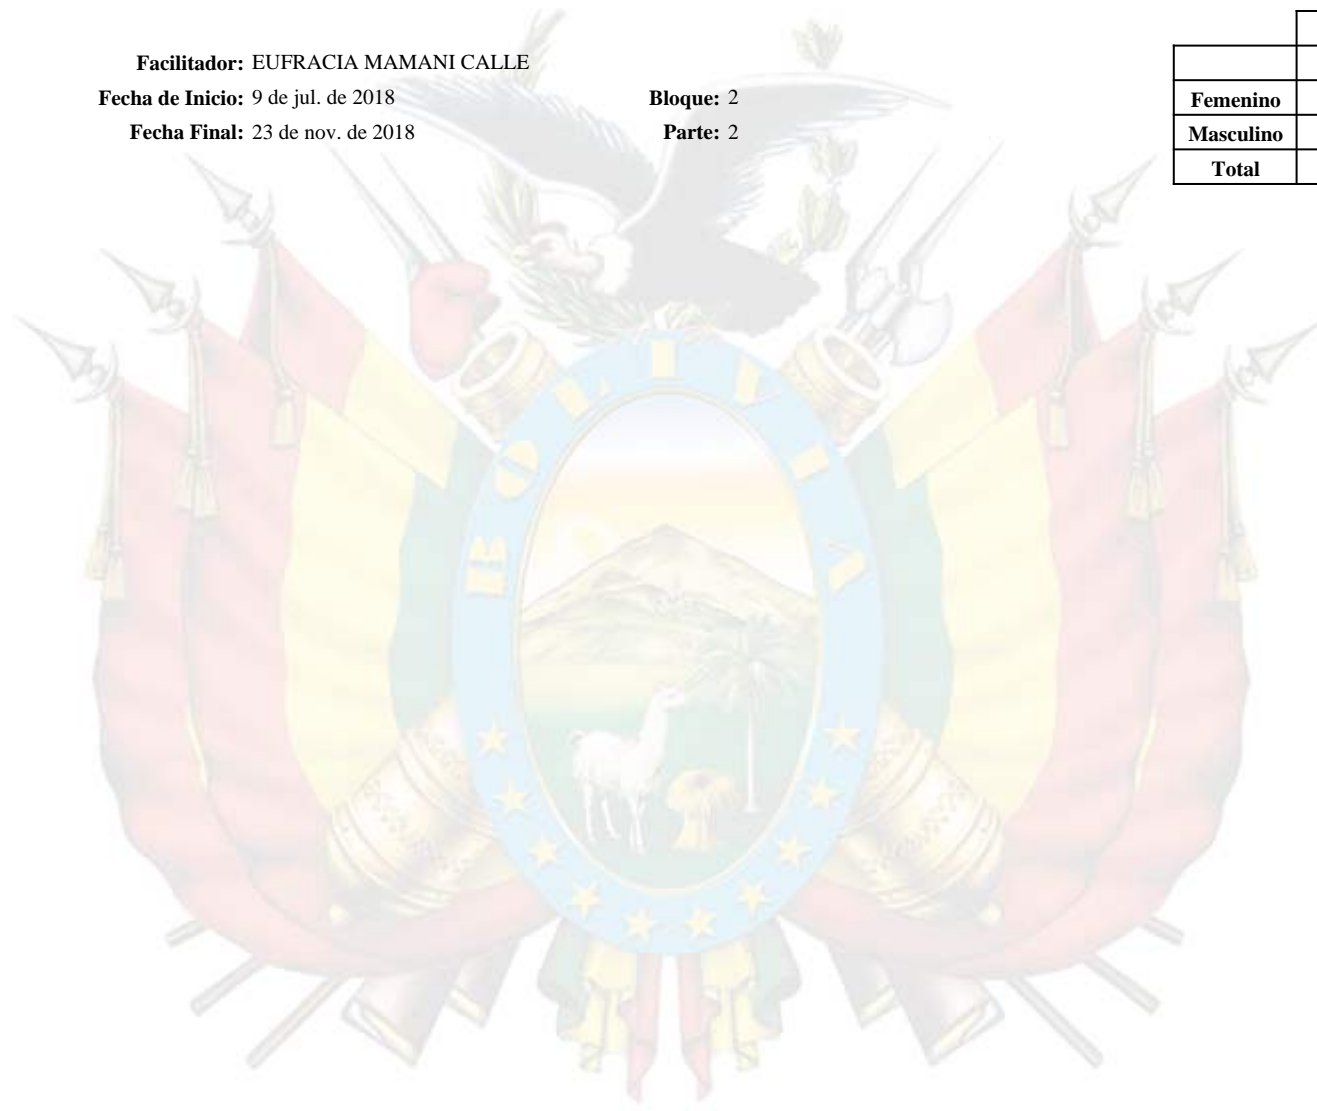 Facilitador: EUFRACIA MAMANI CALLE
Fecha de Inicio: 9 de jul. de 2018 Bloque: 2
Fecha Final: 23 de nov. de 2018 Parte: 2
Femenino
Masculino
Total
BOLIVIA